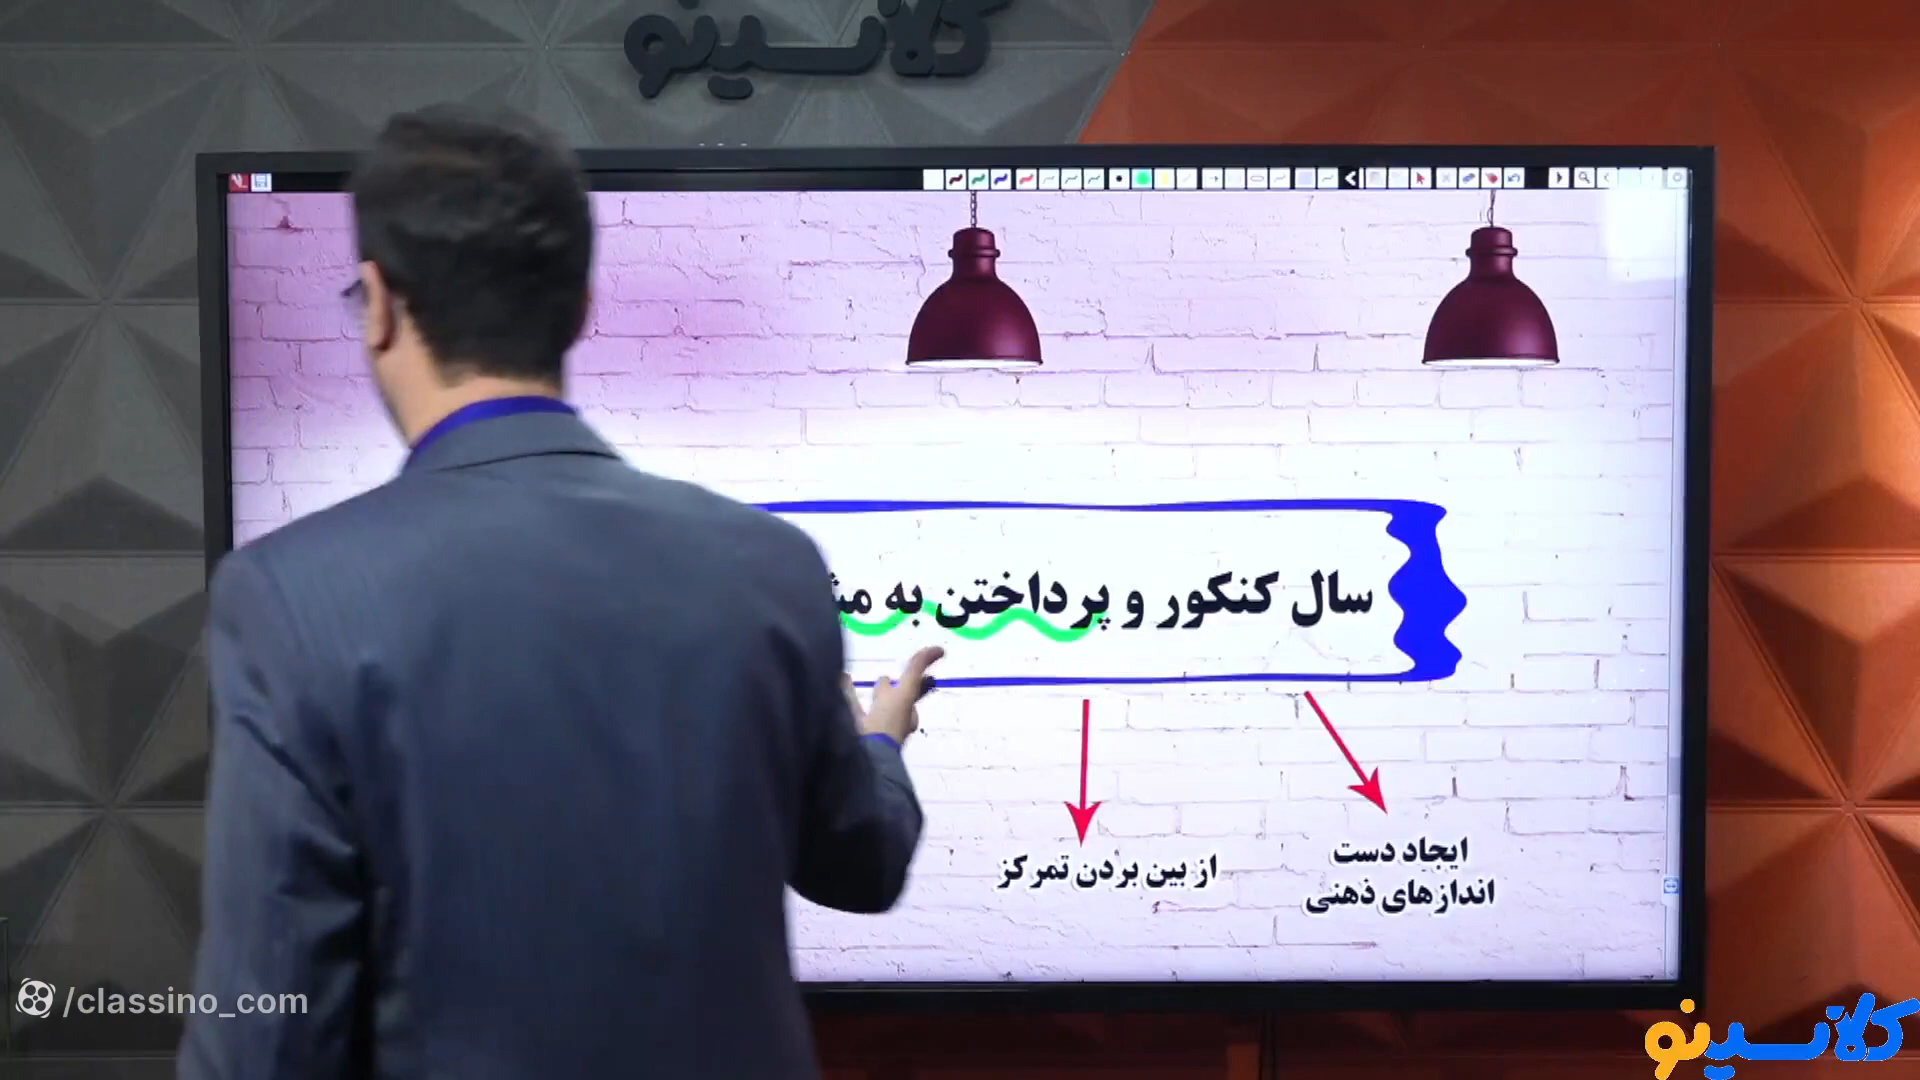 کلاسینو
سال کنکور و پرداختن به
ایجاد دست
اندازهای ذهنی
از بین بردن تمرکز
/classino_com
کلاسینو